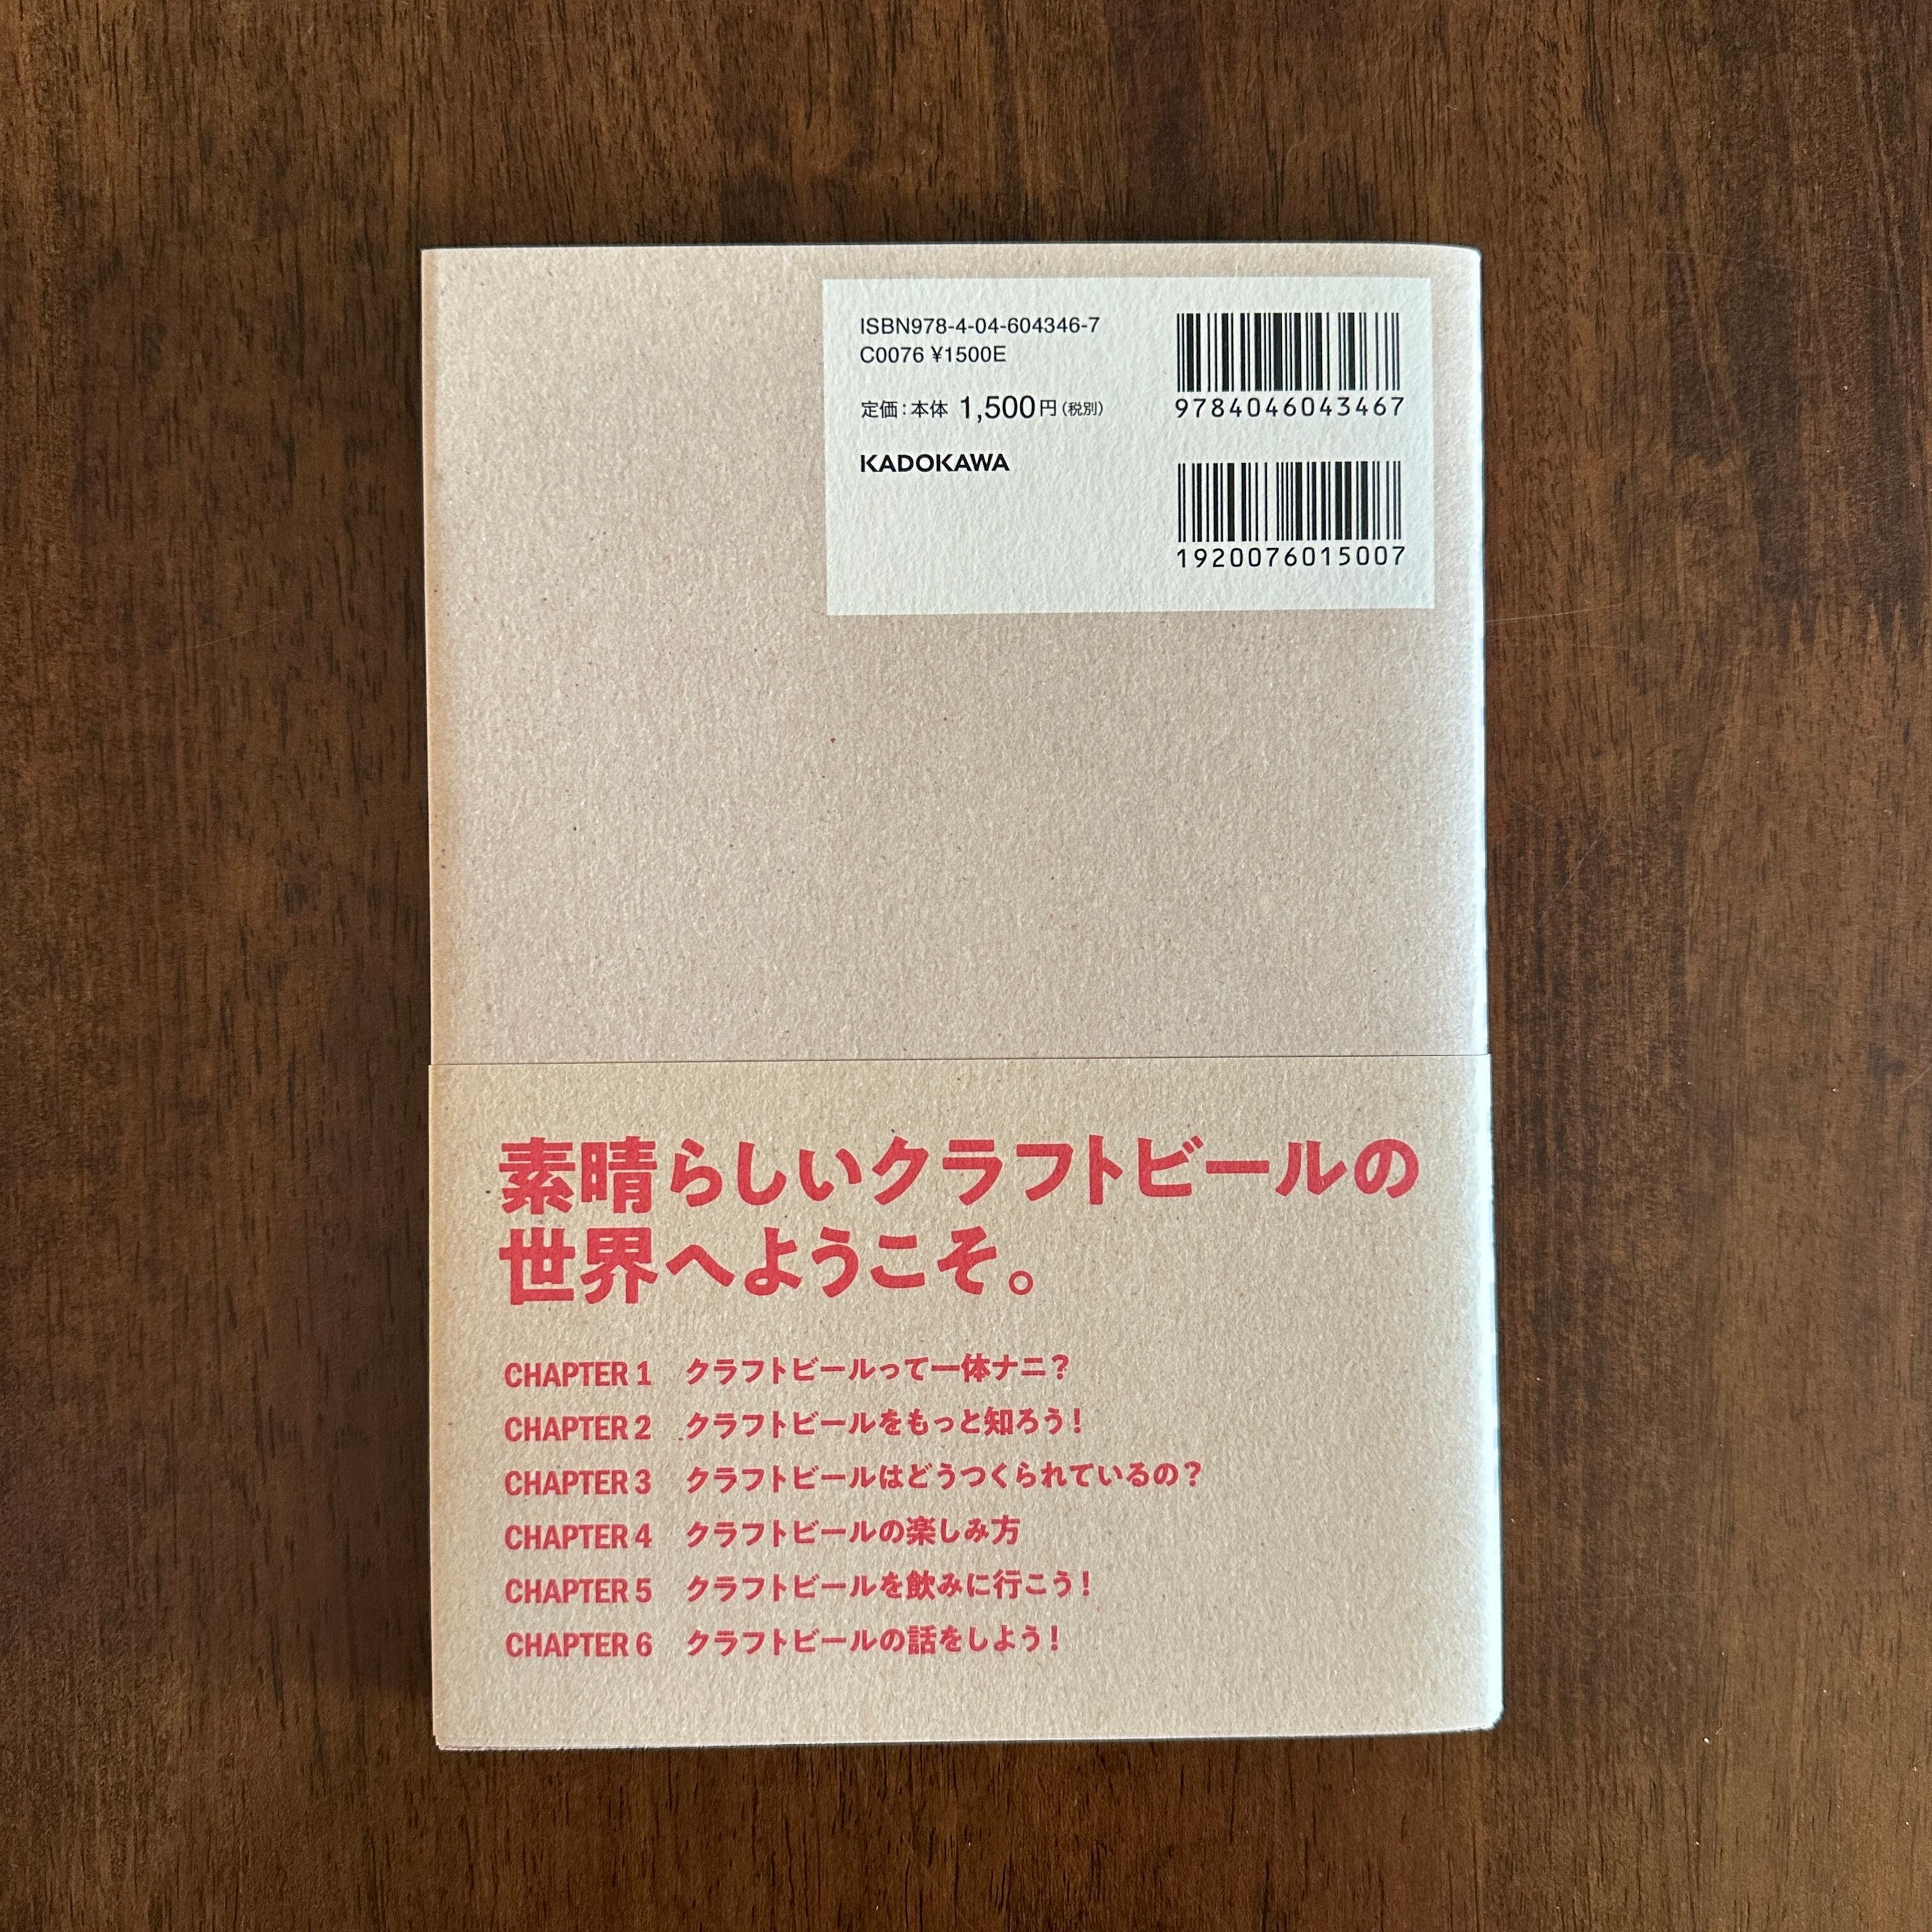 ISBN978-4-04-604346-7
C0076 ¥1500E
定価：本体 1,500円（税別）
KADOKAWA
9784046043467
1920076015007
素晴らしいクラフトビールの
世界へようこそ。
CHAPTER 1 クラフトビールって一体ナニ？
CHAPTER 2 クラフトビールをもっと知ろう！
CHAPTER 3 クラフトビールはどうつくられているの？
CHAPTER 4 クラフトビールの楽しみ方
CHAPTER 5 クラフトビールを飲みに行こう！
CHAPTER 6 クラフトビールの話をしよう！